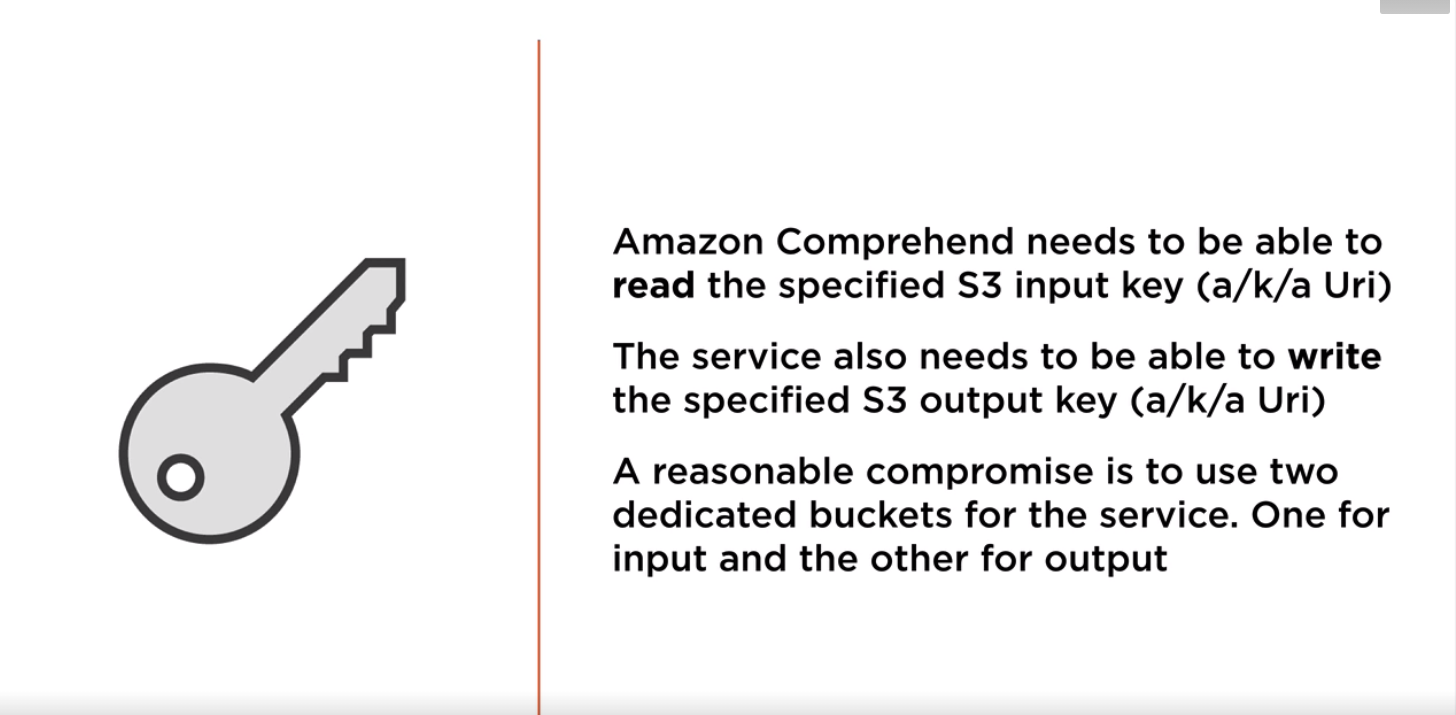 Amazon Comprehend needs to be able to
read the specified S3 input key (a/k/a Uri)
The service also needs to be able to write
the specified S3 output key (a/k/a Uri)
A reasonable compromise is to use two
dedicated buckets for the service. One for
input and the other for output